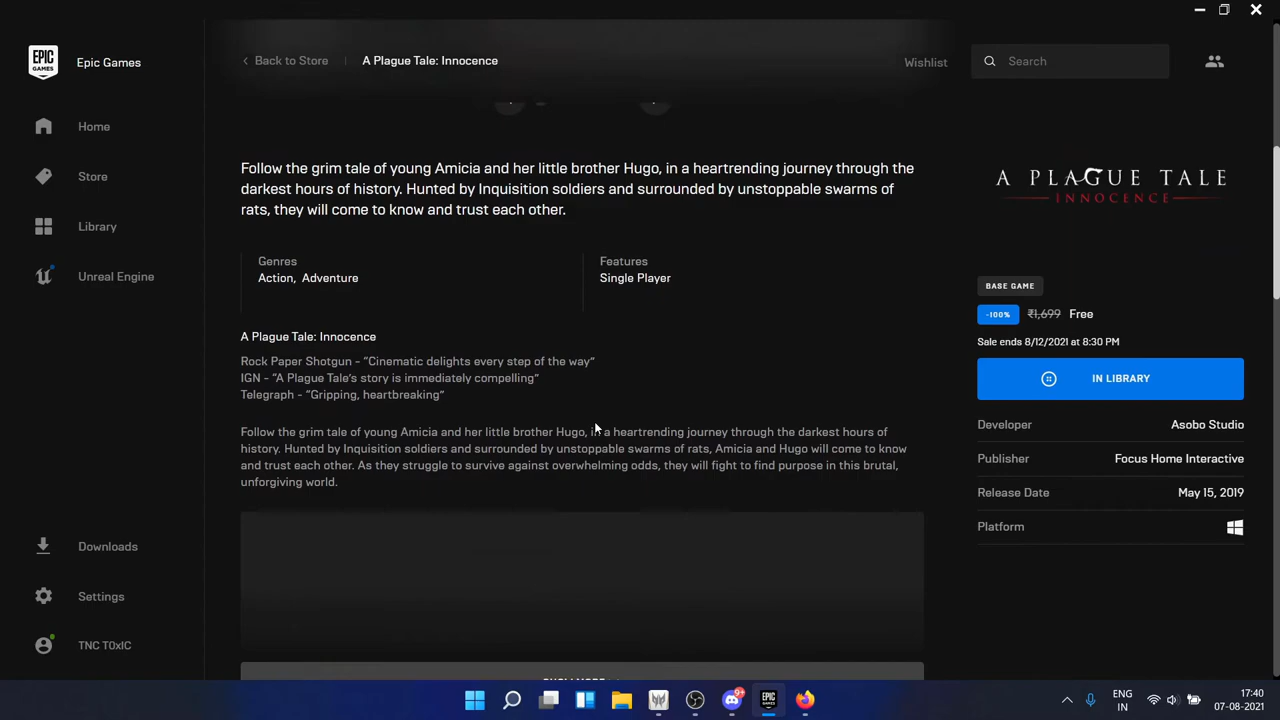 EPIC GAMES
Epic Games
Back to Store
A Plague Tale: Innocence
Wishlist
Search
Home
Store
Library
Unreal Engine
Downloads
Settings
TNC T0xIC
Follow the grim tale of young Amicia and her little brother Hugo, in a heartrending journey through the
darkest hours of history. Hunted by Inquisition soldiers and surrounded by unstoppable swarms of
rats, they will come to know and trust each other.
Genres
Action, Adventure
Features
Single Player
A Plague Tale: Innocence
Rock Paper Shotgun - "Cinematic delights every step of the way"
IGN - "A Plague Tale's story is immediately compelling"
Telegraph - "Gripping, heartbreaking"
Follow the grim tale of young Amicia and her little brother Hugo, in a heartrending journey through the darkest hours of
history. Hunted by Inquisition soldiers and surrounded by unstoppable swarms of rats, Amicia and Hugo will come to know
and trust each other. As they struggle to survive against overwhelming odds, they will fight to find purpose in this brutal,
unforgiving world.
A PLAGUE TALE
INNOCENCE
BASE GAME
-100% ₹1,699 Free
Sale ends 8/12/2021 at 8:30 PM
IN LIBRARY
Developer Asobo Studio
Publisher Focus Home Interactive
Release Date May 15, 2019
Platform
9+
EPIC GAMES
ENG
IN
17:40
07-08-2021